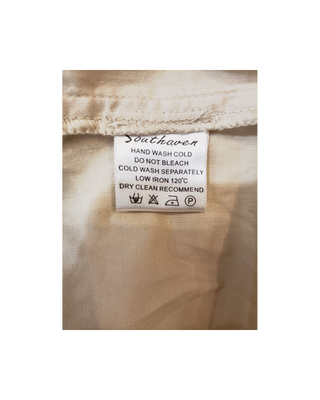 Southaven
HAND WASH COLD
DO NOT BLEACH
COLD WASH SEPARATELY
LOW IRON 120℃
DRY CLEAN RECOMMEND
P